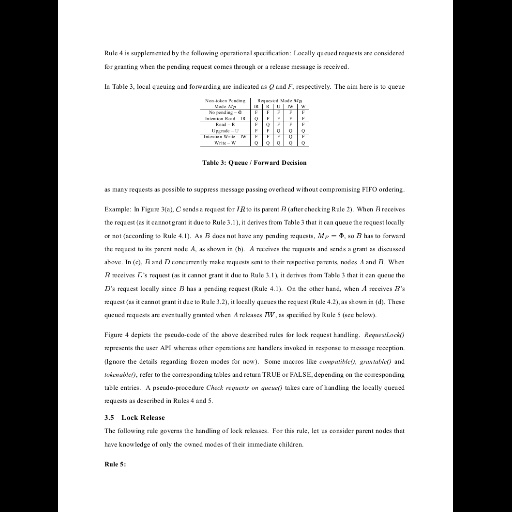 Rule 4 is supplemented by the following operational specification: Locally queued requests are considered
for granting when the pending request comes through or a release message is received.
In Table 3, local queuing and forwarding are indicated as Q and F, respectively. The aim here is to queue
Non-token Pending Requested Mode
Mode IR R U IW W
No pending
Intention Read - IR
Read - R
Upgrade - U
Intention Write - IW
Write - W Q Q Q Q Q
Table 3: Queue / Forward Decision
as many requests as possible to suppress message passing overhead without compromising FIFO ordering.
Example: In Figure 3(a), C sends a request for IR to its parent B (after checking Rule 2). When B receives
the request (as it cannot grant it due to Rule 3.1), it derives from Table 3 that it can queue the request locally
or not (according to Rule 4.1). As B does not have any pending requests, M_P = Φ, so B has to forward
the request to its parent node A, as shown in (b). A receives the requests and sends a grant as discussed
above. In (c), B and D concurrently make requests sent to their respective parents, nodes A and B. When
B receives request (as it cannot grant it due to Rule 3.1), it derives from Table 3 that it can queue the
D's request locally since B has a pending request (Rule 4.1). On the other hand, when A receives B's
request (as it cannot grant it due to Rule 3.2), it locally queues the request (Rule 4.2), as shown in (d). These
queued requests are eventually granted when A releases IW, as specified by Rule 5 (see below).
Figure 4 depicts the pseudo-code of the above described rules for lock request handling. RequestLock()
represents the user API whereas other operations are handlers invoked in response to message reception.
(Ignore the details regarding frozen modes for now). Some macros like compatible(), grantable() and
tokenable(), refer to the corresponding tables and return TRUE or FALSE, depending on the corresponding
table entries. A pseudo-procedure Check requests on queue() takes care of handling the locally queued
requests as described in Rules 4 and 5.
3.5 Lock Release
The following rule governs the handling of lock releases. For this rule, let us consider parent nodes that
have knowledge of only the owned modes of their immediate children.
Rule 5: